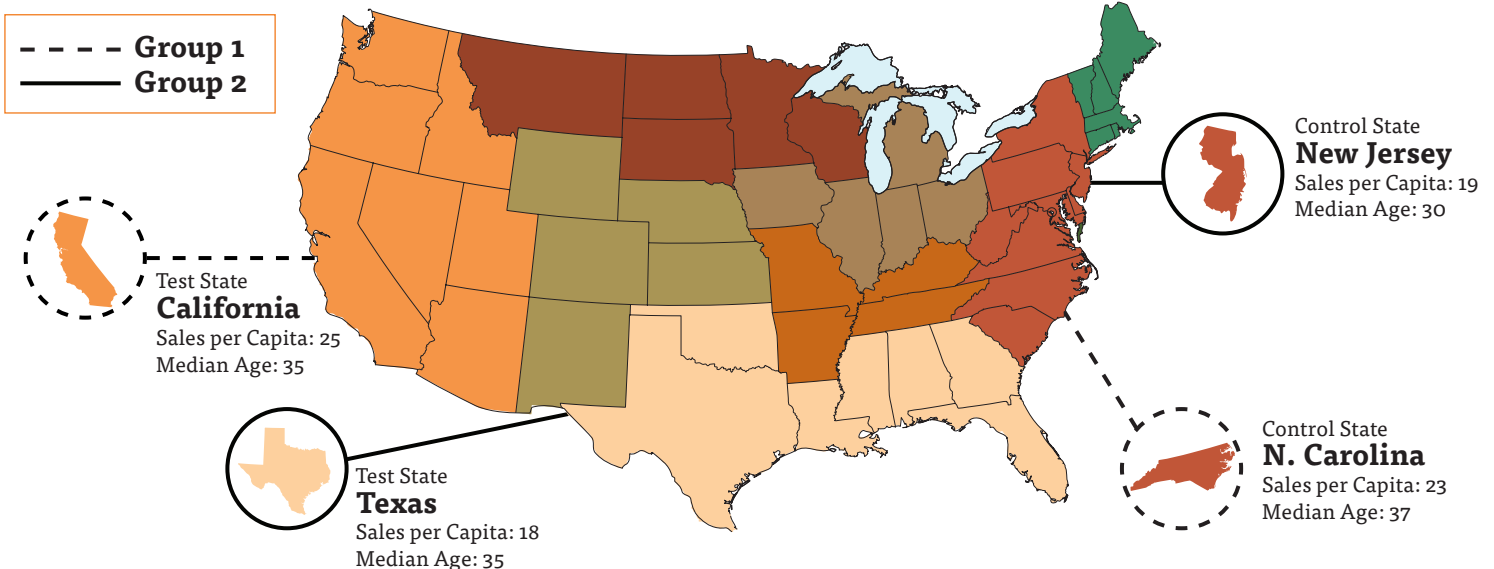 Group 1
Group 2
Control State
New Jersey
Sales per Capita: 19
Median Age: 30
Test State
California
Sales per Capita: 25
Median Age: 35
Test State
Texas
Sales per Capita: 18
Median Age: 35
Control State
N. Carolina
Sales per Capita: 23
Median Age: 37